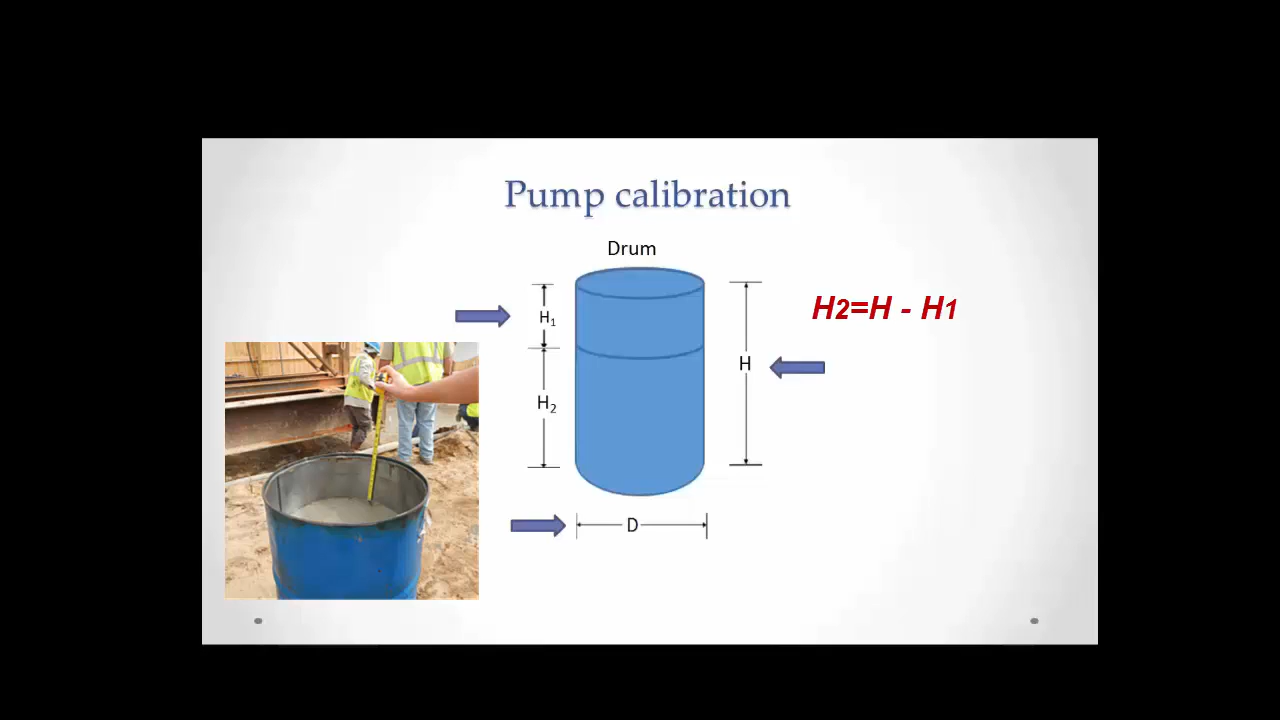 Pump calibration
Drum
H₁
H2=H - H1
H
H₂
D